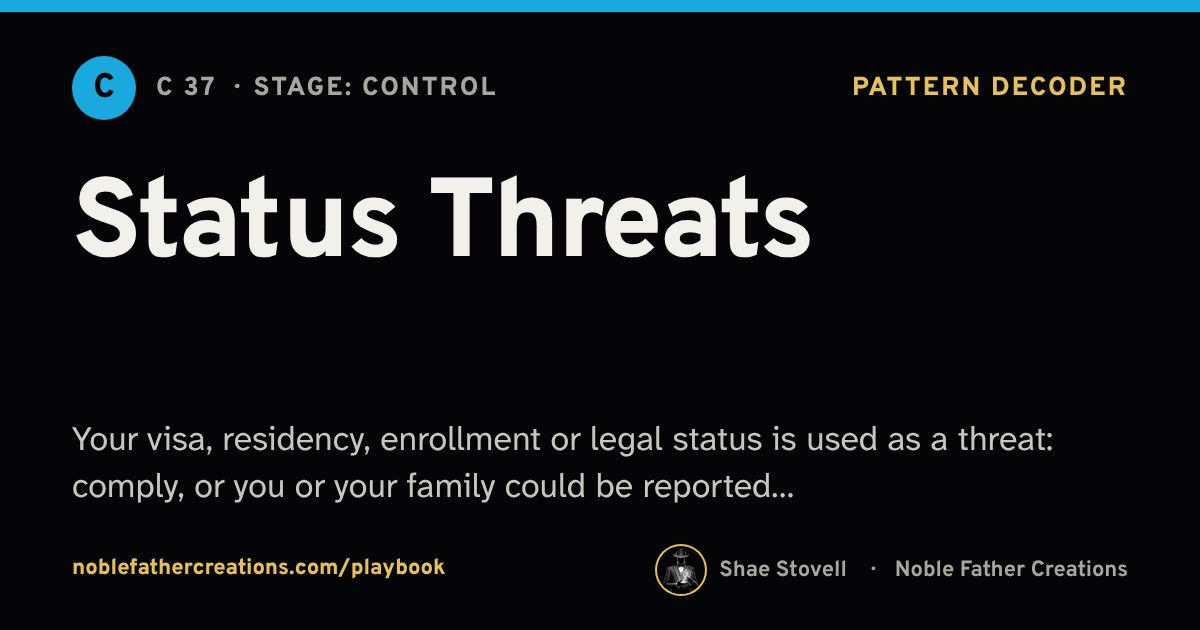 C C 37 · STAGE: CONTROL PATTERN DECODER
Status Threats
Your visa, residency, enrollment or legal status is used as a threat:
comply, or you or your family could be reported...
noblefathercreations.com/playbook Shae Stovell · Noble Father Creations